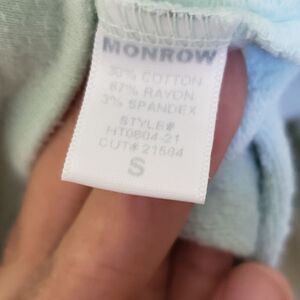 MONROW
30% COTTON
67% RAYON
3% SPANDEX
STYLE#
HT0804-21
CUT#21584
S